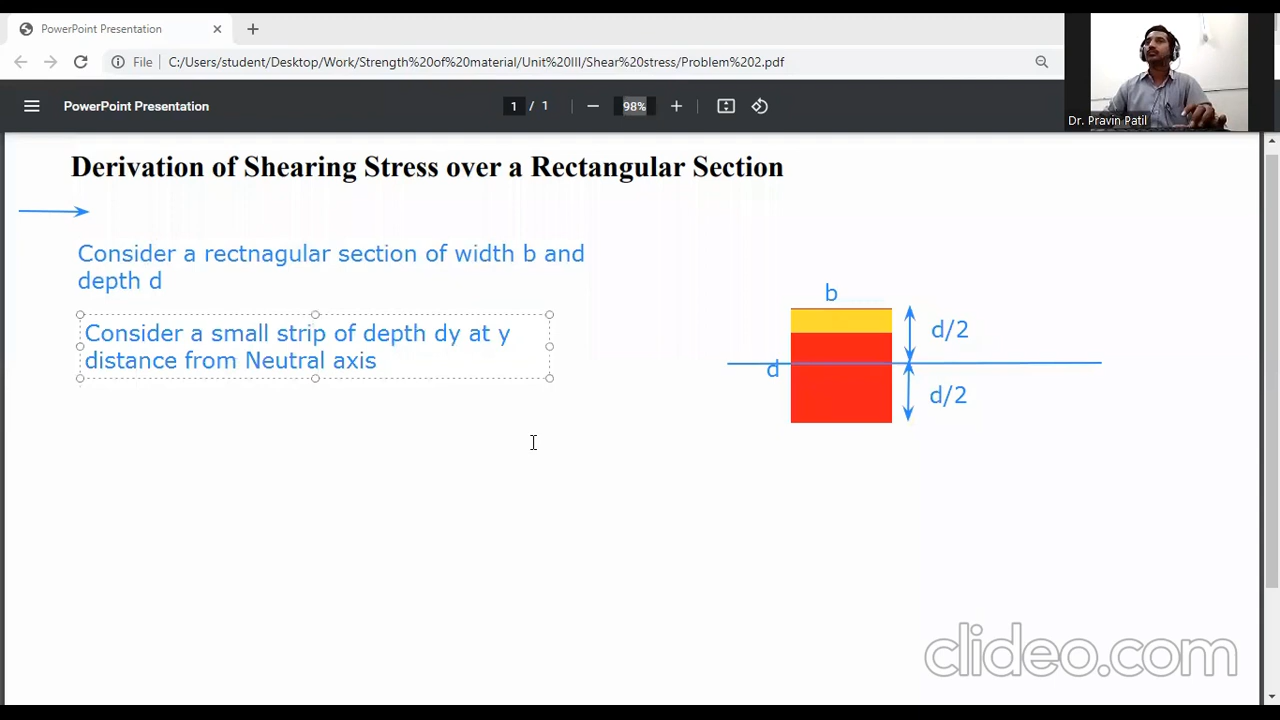 PowerPoint Presentation
File
C:/Users/student/Desktop/Work/Strength%20Of%20material/Unit%20III/Shear%20stress/Problem%202.pdf
Dr. Pravin Patil
PowerPoint Presentation
1 / 1
98%
Derivation of Shearing Stress over a Rectangular Section
Consider a rectnagular section of width b and
depth d
Consider a small strip of depth dy at y
distance from Neutral axis
b
d/2
d
d/2
clideo.com